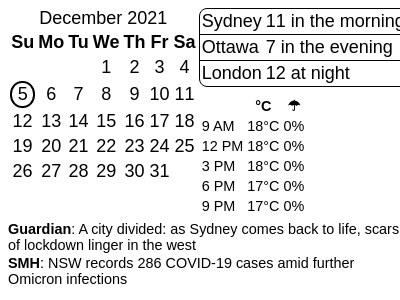 December 2021
Su Mo Tu We Th Fr Sa
1 2 3 4
5 6 7 8 9 10 11
12 13 14 15 16 17 18
19 20 21 22 23 24 25
26 27 28 29 30 31
Sydney 11 in the morning
Ottawa 7 in the evening
London 12 at night
°C ☂
9 AM 18°C 0%
12 PM 18°C 0%
3 PM 18°C 0%
6 PM 17°C 0%
9 PM 17°C 0%
Guardian: A city divided: as Sydney comes back to life, scars
of lockdown linger in the west
SMH: NSW records 286 COVID-19 cases amid further
Omicron infections